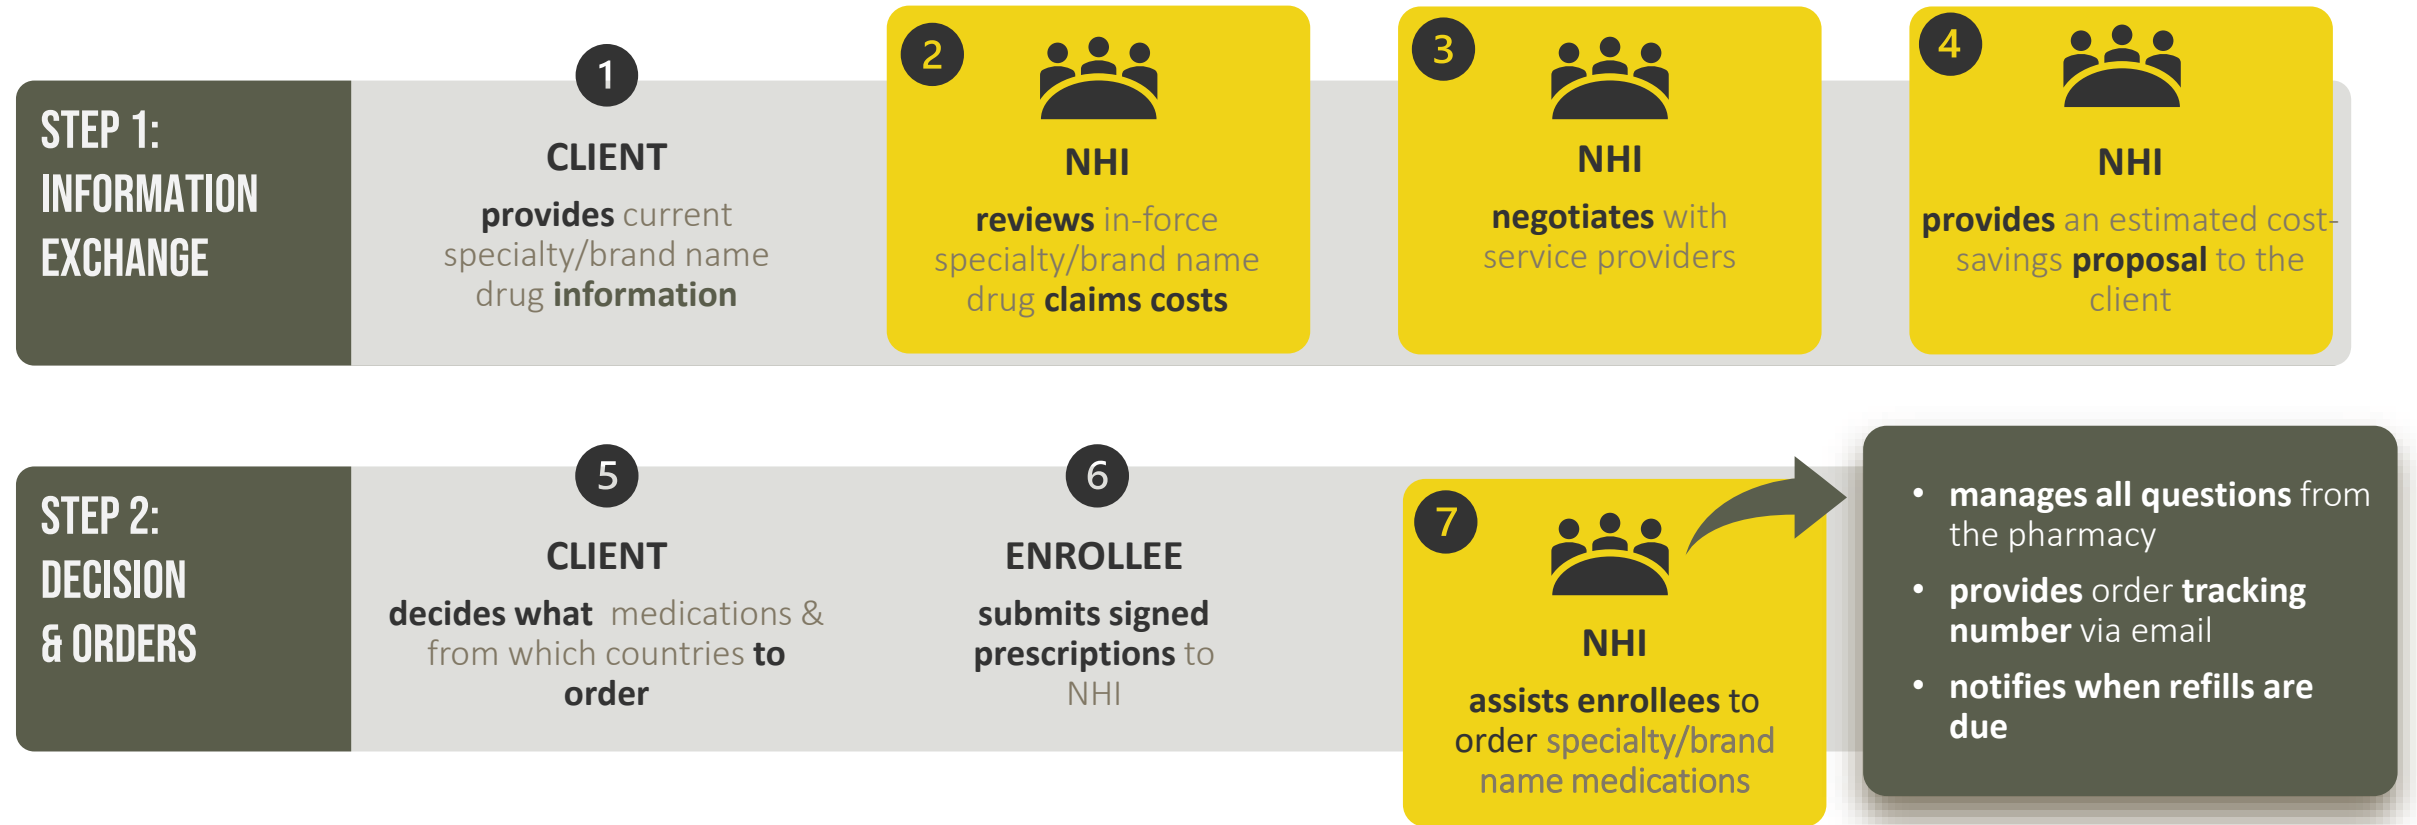 STEP 1:
INFORMATION
EXCHANGE
1
CLIENT
provides current
specialty/brand name
drug information
2
NHI
reviews in-force
specialty/brand name
drug claims costs
3
NHI
negotiates with
service providers
4
NHI
provides an estimated cost-
savings proposal to the
client
STEP 2:
DECISION
& ORDERS
5
CLIENT
decides what medications &
from which countries to
order
6
ENROLLEE
submits signed
prescriptions to
NHI
7
NHI
assists enrollees to
order specialty/brand
name medications
• manages all questions from
the pharmacy
• provides order tracking
number via email
• notifies when refills are
due